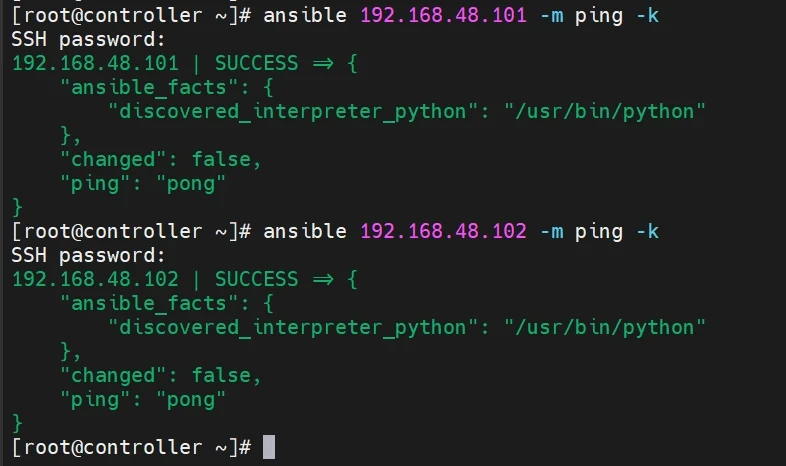 [root@controller ~]# ansible 192.168.48.101 -m ping -k
SSH password:
192.168.48.101 | SUCCESS => {
    "ansible_facts": {
        "discovered_interpreter_python": "/usr/bin/python"
    },
    "changed": false,
    "ping": "pong"
}
[root@controller ~]# ansible 192.168.48.102 -m ping -k
SSH password:
192.168.48.102 | SUCCESS => {
    "ansible_facts": {
        "discovered_interpreter_python": "/usr/bin/python"
    },
    "changed": false,
    "ping": "pong"
}
[root@controller ~]#